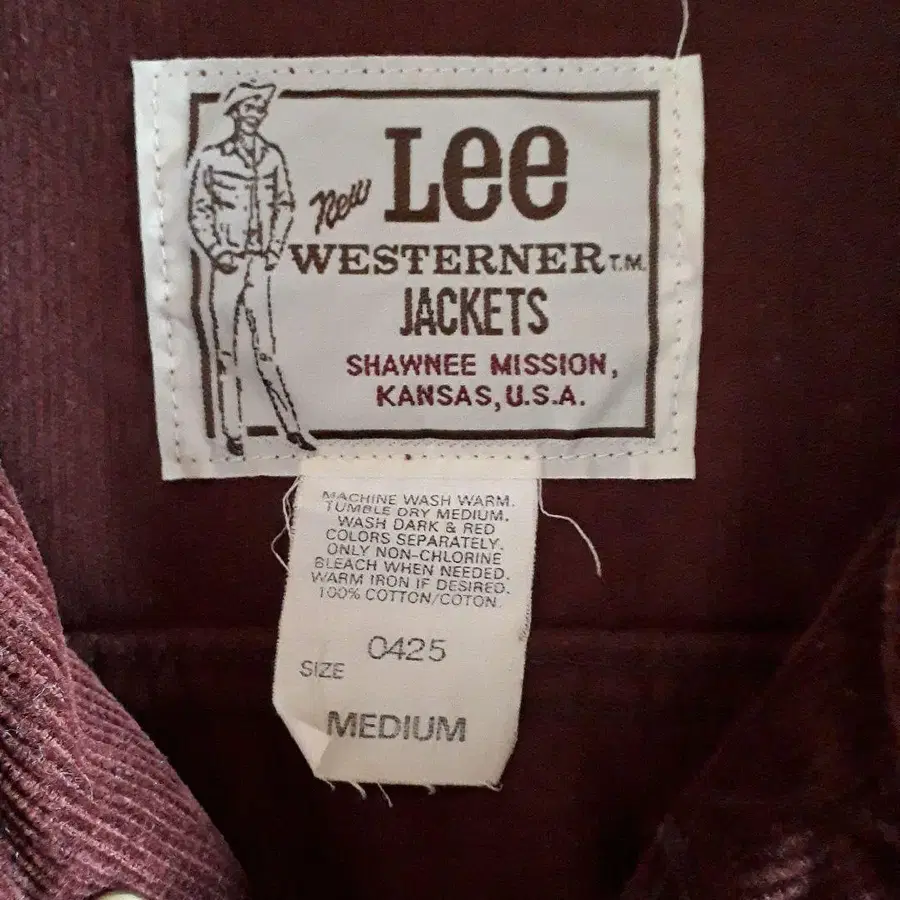 New Lee
WESTERNER T.M.
JACKETS
SHAWNEE MISSION,
KANSAS, U.S.A.
MACHINE WASH WARM.
TUMBLE DRY MEDIUM.
WASH DARK & RED
COLORS SEPARATELY.
ONLY NON-CHLORINE
BLEACH WHEN NEEDED.
WARM IRON IF DESIRED.
100% COTTON/COTON.
0425
SIZE
MEDIUM